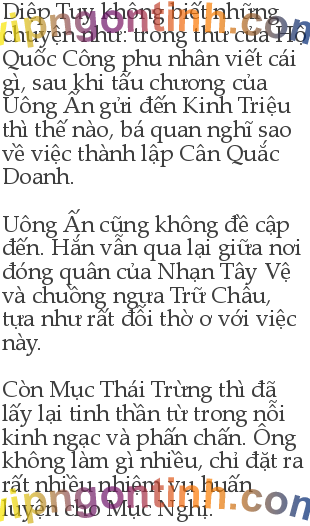 Diệp Tuy không biết những
chuyện như: trong thư của Hộ
Quốc Công phu nhân viết cái
gì, sau khi tấu chương của
Uông Ấn gửi đến Kinh Triệu
thì thế nào, bá quan nghĩ sao
về việc thành lập Cân Quắc
Doanh.
Uông Ấn cũng không đề cập
đến. Hắn vẫn qua lại giữa nơi
đóng quân của Nhạn Tây Vệ
và chuồng ngựa Trữ Châu,
tựa như rất đỗi thờ ơ với việc
này.
Còn Mục Thái Trừng thì đã
lấy lại tinh thần từ trong nỗi
kinh ngạc và phấn chấn. Ông
không làm gì nhiều, chỉ đặt ra
rất nhiều nhiệm vụ huấn
luyện cho Mục Nghi.
vipngontinh.com
vipngontinh.com